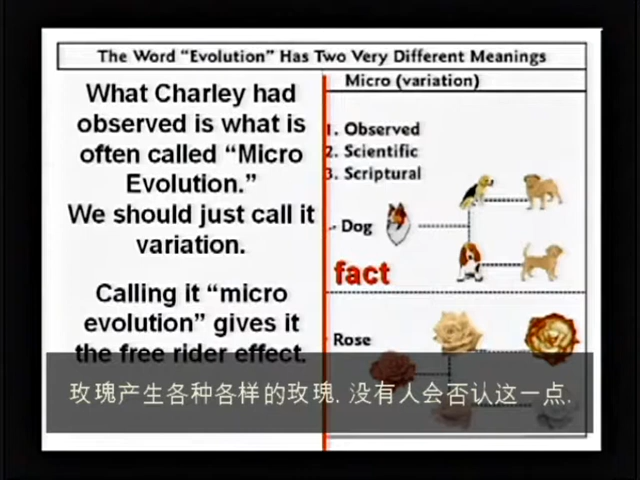 The Word “Evolution” Has Two Very Different Meanings
What Charley had
observed is what is
often called “Micro
Evolution.”
We should just call it
variation.
Calling it “micro
evolution” gives it
the free rider effect.
Micro (variation)
1. Observed
2. Scientific
3. Scriptural
Dog
fact
Rose
玫瑰产生各种各样的玫瑰. 没有人会否认这一点.